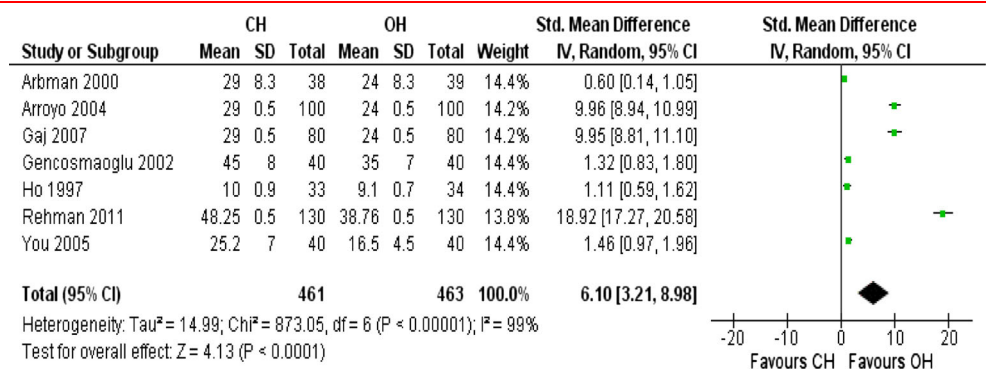 CH OH Std. Mean Difference Std. Mean Difference
Study or Subgroup Mean SD Total Mean SD Total Weight IV, Random, 95% CI IV, Random, 95% CI
Arbman 2000 29 8.3 38 24 8.3 39 14.4% 0.60 [0.14, 1.05]
Arroyo 2004 29 0.5 100 24 0.5 100 14.2% 9.96 [8.94, 10.99]
Gaj 2007 29 0.5 80 24 0.5 80 14.2% 9.95 [8.81, 11.10]
Gencosmaoglu 2002 45 8 40 35 7 40 14.4% 1.32 [0.83, 1.80]
Ho 1997 10 0.9 33 9.1 0.7 34 14.4% 1.11 [0.59, 1.62]
Rehman 2011 48.25 0.5 130 38.76 0.5 130 13.8% 18.92 [17.27, 20.58]
You 2005 25.2 7 40 16.5 4.5 40 14.4% 1.46 [0.97, 1.96]
Total (95% CI) 461 463 100.0% 6.10 [3.21, 8.98]
Heterogeneity: Tau² = 14.99; Chi² = 873.05, df = 6 (P < 0.00001); I² = 99%
Test for overall effect: Z = 4.13 (P < 0.0001)
-20 -10 0 10 20
Favours CH Favours OH